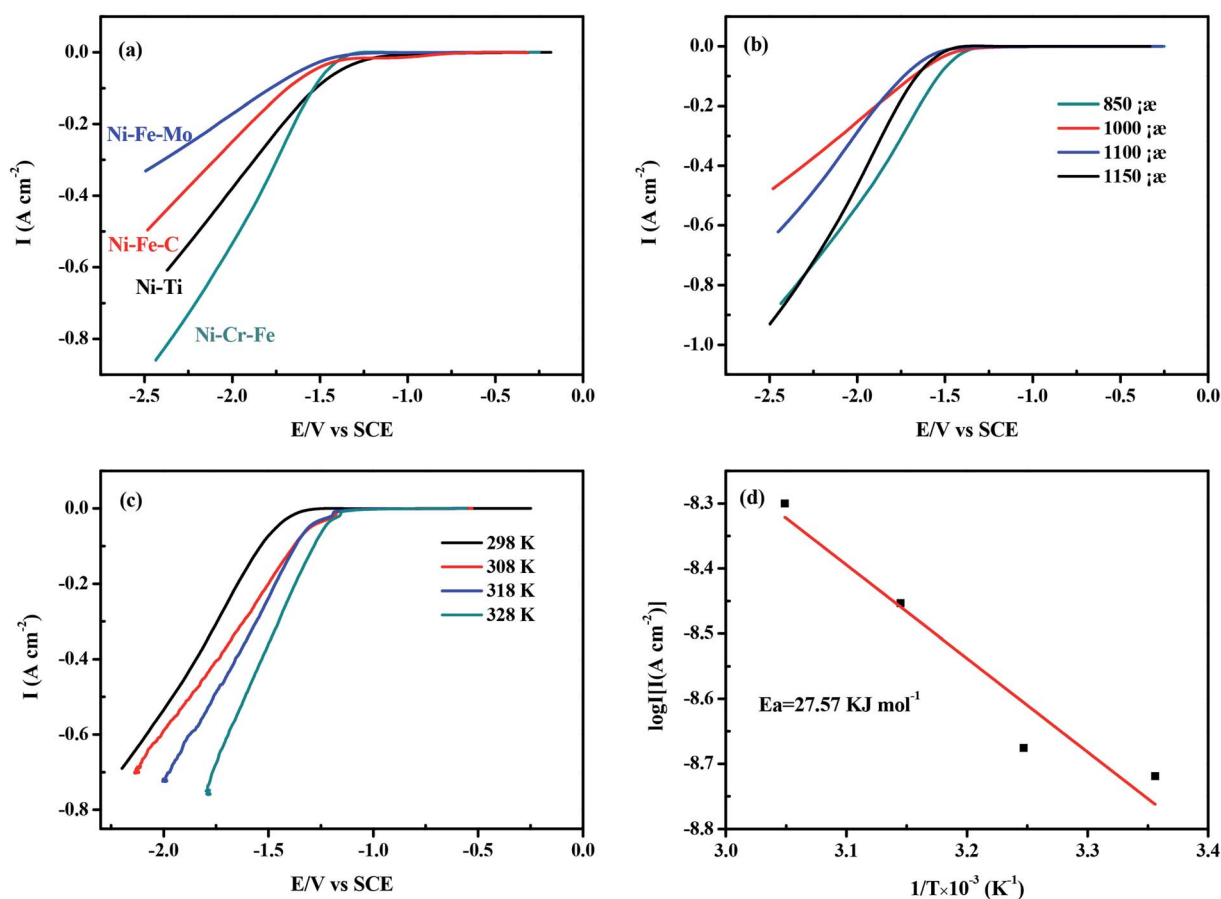 (a)
0.0
-0.2
-0.4
-0.6
-0.8
I (A cm⁻²)
Ni-Fe-Mo
Ni-Fe-C
Ni-Ti
Ni-Cr-Fe
-2.5 -2.0 -1.5 -1.0 -0.5 0.0
E/V vs SCE
(b)
0.0
-0.2
-0.4
-0.6
-0.8
-1.0
I (A cm⁻²)
850 ¡æ
1000 ¡æ
1100 ¡æ
1150 ¡æ
-2.5 -2.0 -1.5 -1.0 -0.5 0.0
E/V vs SCE
(c)
0.0
-0.2
-0.4
-0.6
-0.8
I (A cm⁻²)
298 K
308 K
318 K
328 K
-2.0 -1.5 -1.0 -0.5 0.0
E/V vs SCE
(d)
-8.3
-8.4
-8.5
-8.6
-8.7
-8.8
logI[I(A cm⁻²)]
Ea=27.57 KJ mol⁻¹
3.0 3.1 3.2 3.3 3.4
1/T×10⁻³ (K⁻¹)